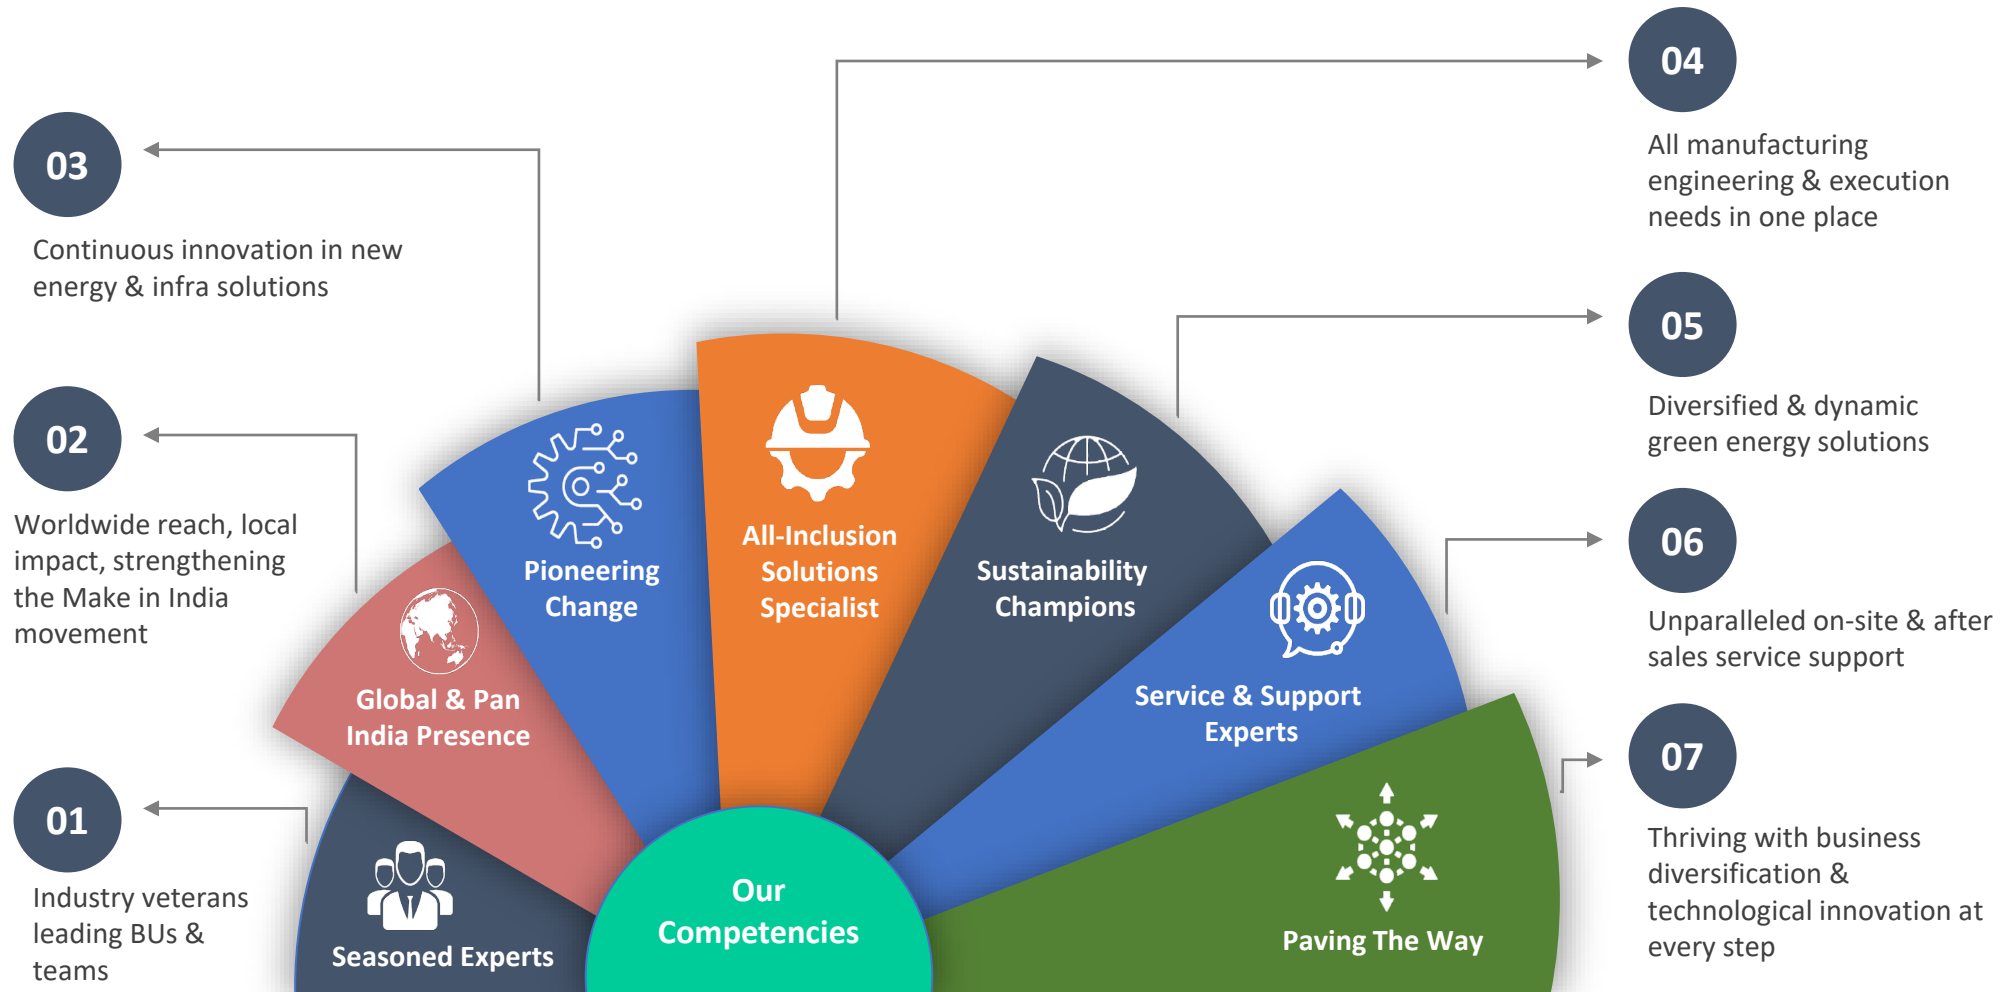 04
All manufacturing
engineering & execution
needs in one place
03
Continuous innovation in new
energy & infra solutions
05
Diversified & dynamic
green energy solutions
02
Worldwide reach, local
impact, strengthening
the Make in India
movement
06
Unparalleled on-site & after
sales service support
07
Thriving with business
diversification &
technological innovation at
every step
01
Industry veterans
leading BUs &
teams
Seasoned Experts
Global & Pan
India Presence
Pioneering
Change
All-Inclusion
Solutions
Specialist
Sustainability
Champions
Service & Support
Experts
Paving The Way
Our
Competencies